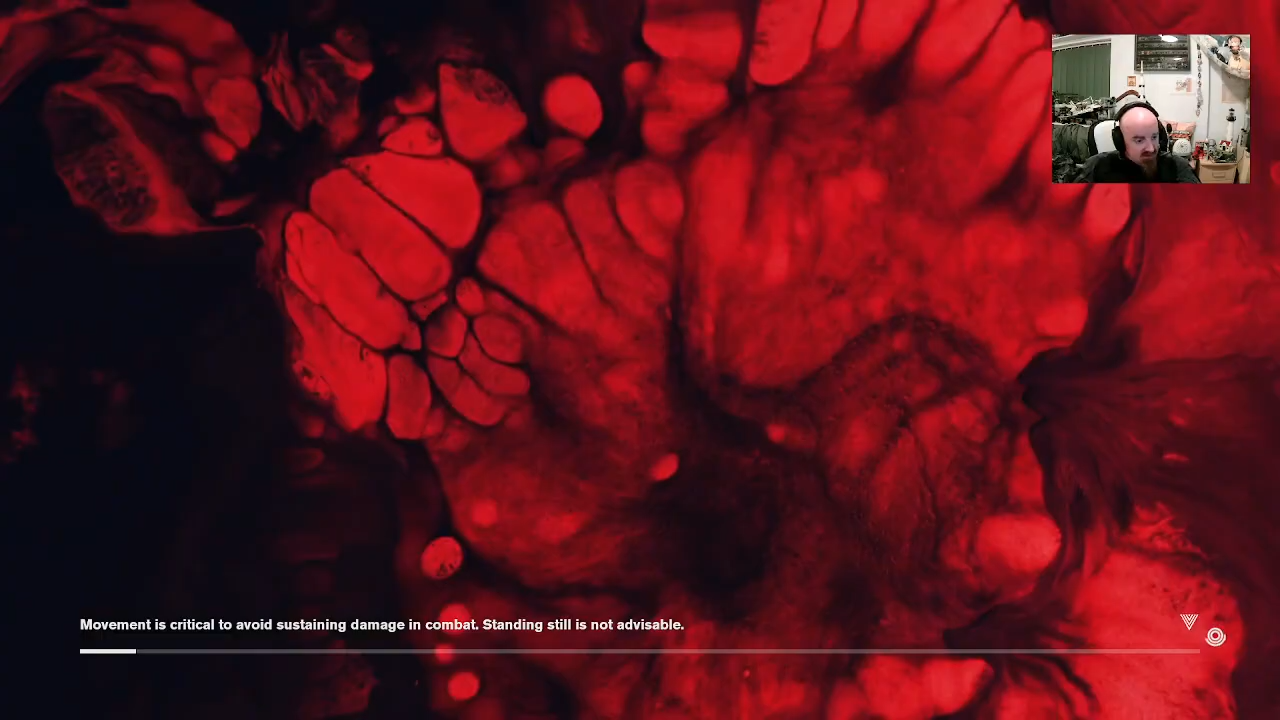 Movement is critical to avoid sustaining damage in combat. Standing still is not advisable.